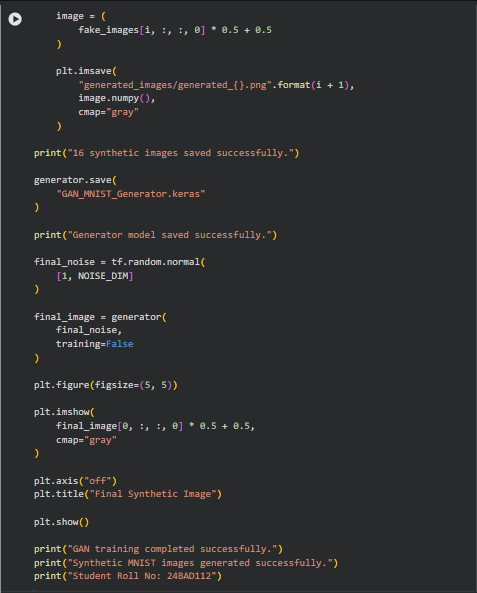 image = (
fake_images[i, :, :, 0] * 0.5 + 0.5
)
plt.imsave(
"generated_images/generated_{}.png".format(i + 1),
image.numpy(),
cmap="gray"
)
print("16 synthetic images saved successfully.")
generator.save(
"GAN_MNIST_Generator.keras"
)
print("Generator model saved successfully.")
final_noise = tf.random.normal(
[1, NOISE_DIM]
)
final_image = generator(
final_noise,
training=False
)
plt.figure(figsize=(5, 5))
plt.imshow(
final_image[0, :, :, 0] * 0.5 + 0.5,
cmap="gray"
)
plt.axis("off")
plt.title("Final Synthetic Image")
plt.show()
print("GAN training completed successfully.")
print("Synthetic MNIST images generated successfully.")
print("Student Roll No: 24BAD112")